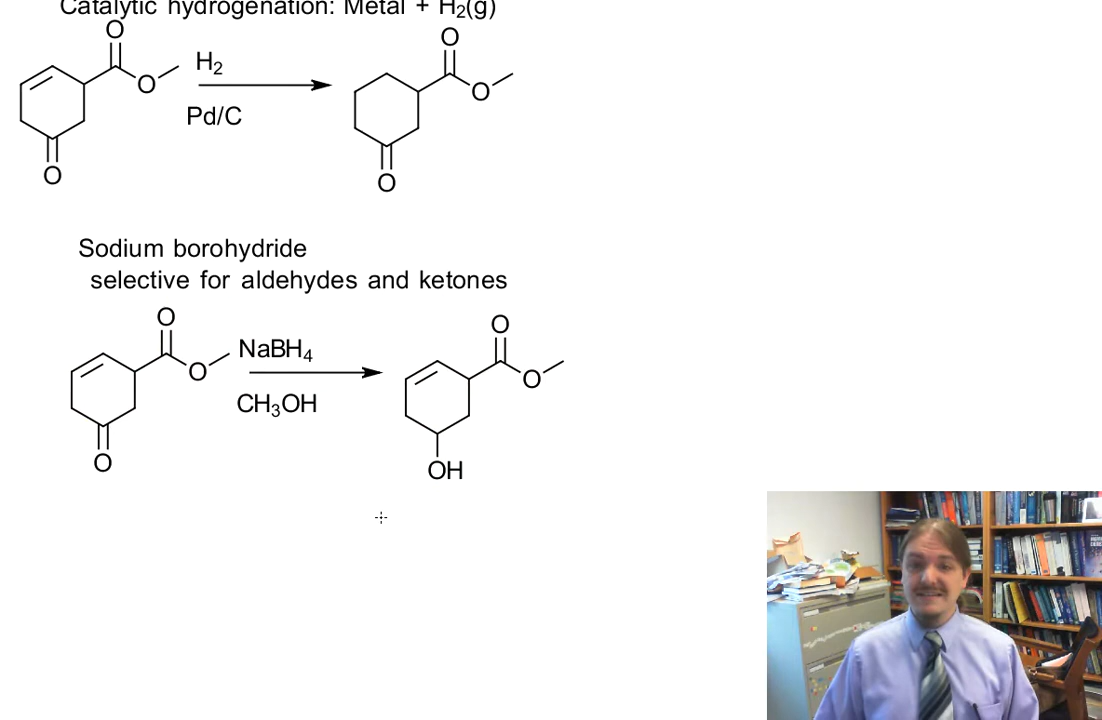 Catalytic hydrogenation: Metal + H₂(g)
O
O
H₂
Pd/C
O
O
O
O
Sodium borohydride
selective for aldehydes and ketones
O
O
NaBH₄
CH₃OH
O
O
O
OH